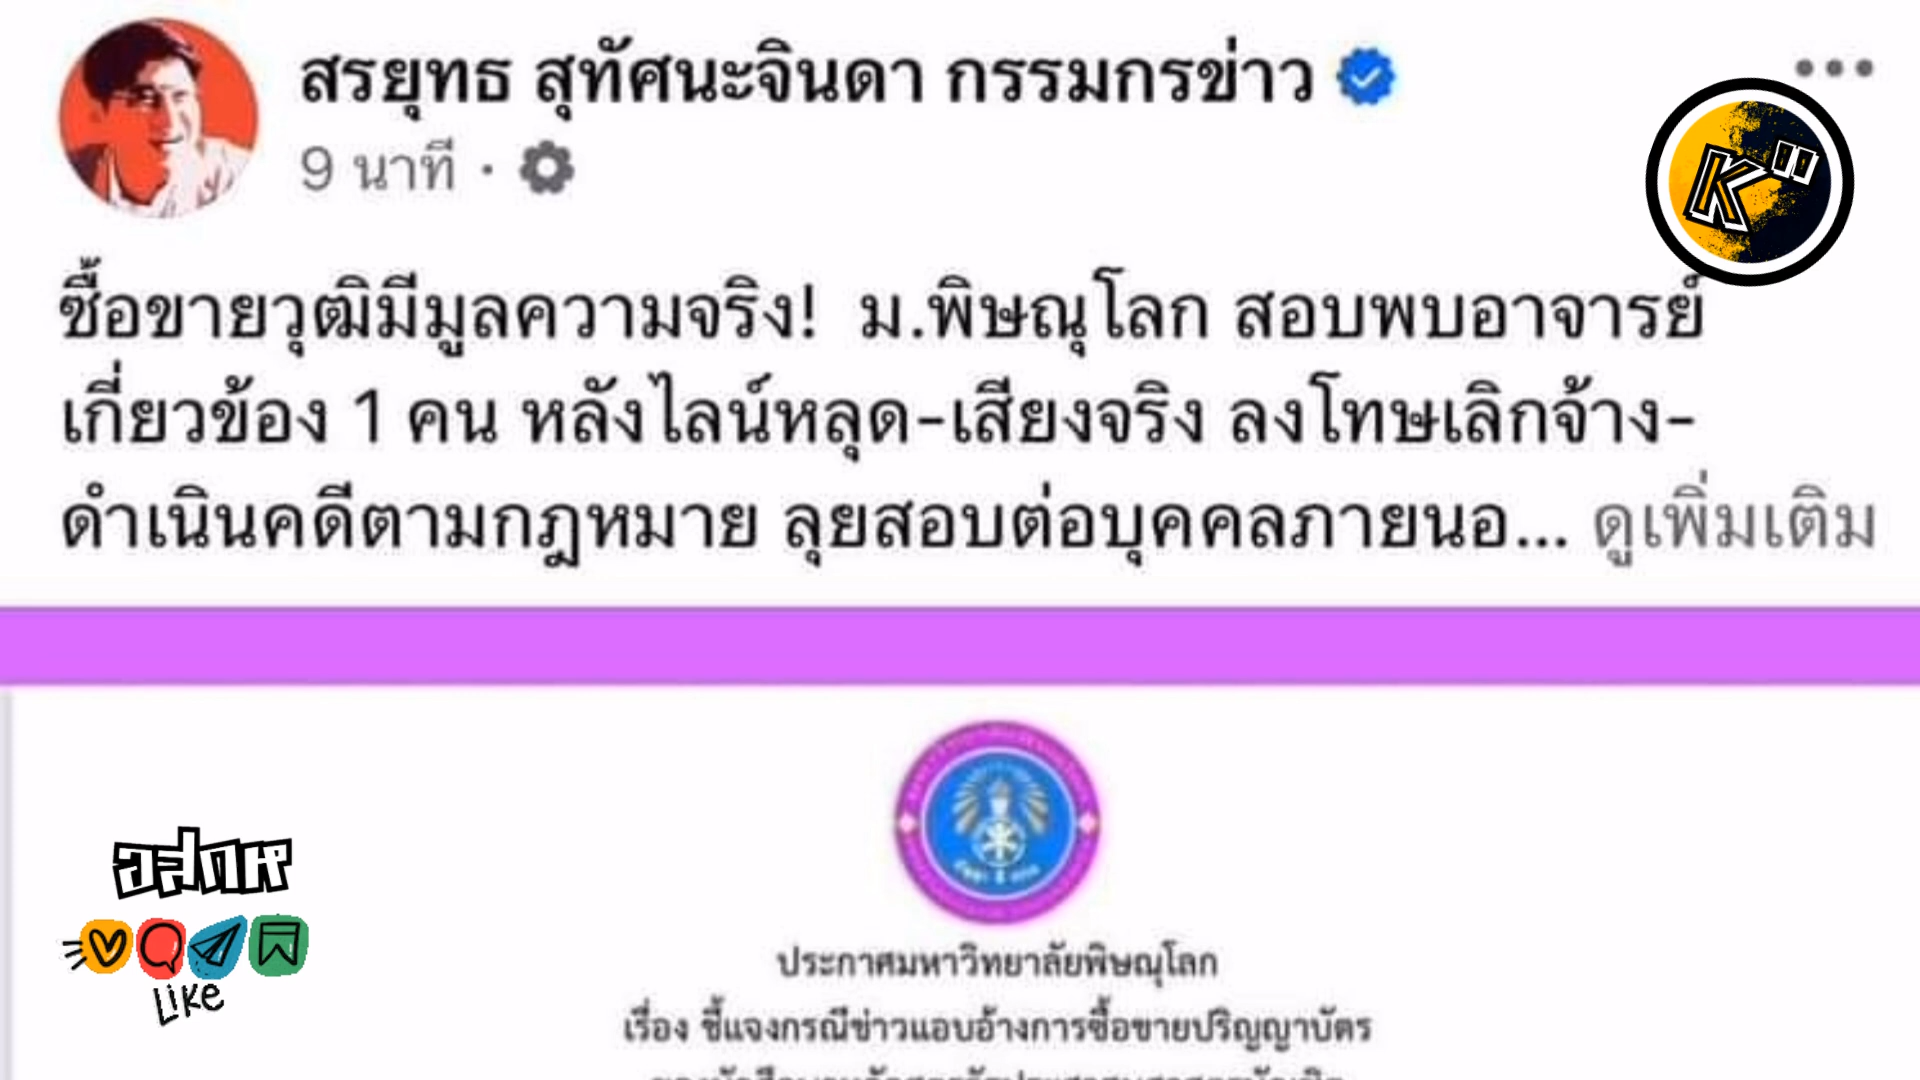 สรยุทธ สุทัศนะจินดา กรรมกรข่าว
9 นาที
K"
ซื้อขายวุฒิมีมูลความจริง! ม.พิษณุโลก สอบพบอาจารย์
เกี่ยวข้อง 1 คน หลังไลน์หลุด-เสียงจริง ลงโทษเลิกจ้าง-
ดำเนินคดีตามกฎหมาย ลุยสอบต่อบุคคลภายนอ... ดูเพิ่มเติม
อสกห
LIKE
ประกาศมหาวิทยาลัยพิษณุโลก
เรื่อง ชี้แจงกรณีข่าวแอบอ้างการซื้อขายปริญญาบัตร